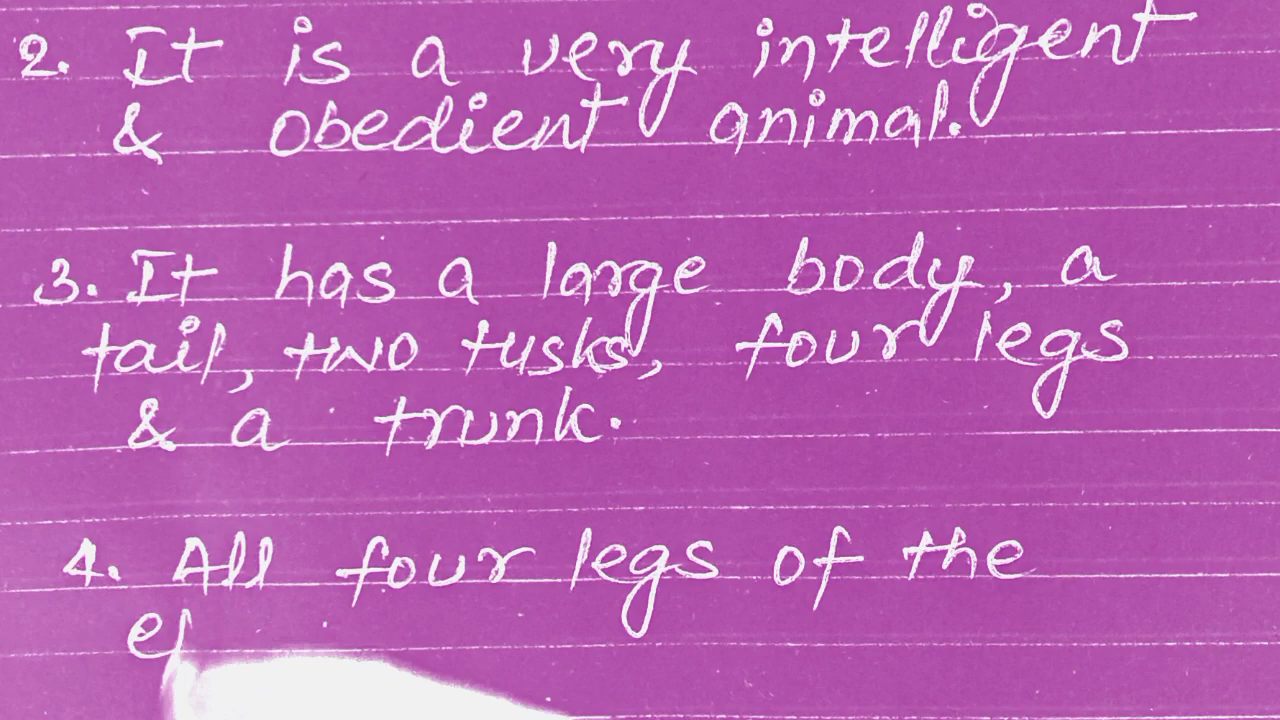 2. It is a very intelligent
& obedient animal.
3. It has a large body, a
tail, two tusks, four legs
& a trunk.
4. All four legs of the
el